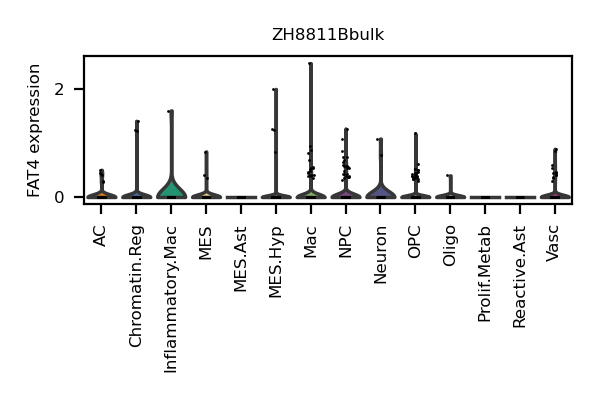 ZH8811Bbulk
FAT4 expression
2
0
AC
Chromatin.Reg
Inflammatory.Mac
MES
MES.Ast
MES.Hyp
Mac
NPC
Neuron
OPC
Oligo
Prolif.Metab
Reactive.Ast
Vasc